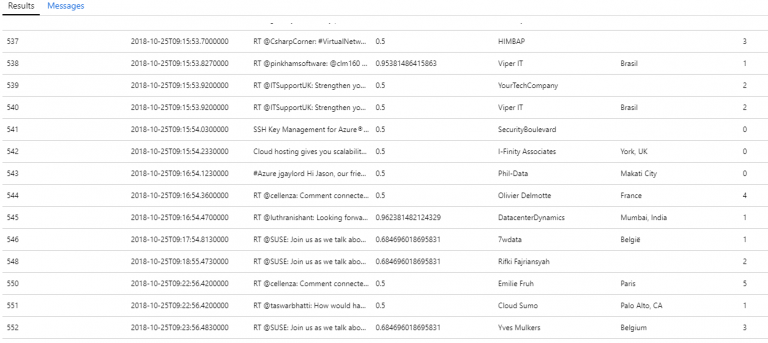 Results Messages
537 2018-10-25T09:15:53.7000000 RT @CsharpCorner: #VirtualNetw... 0.5 HIMBAP 3
538 2018-10-25T09:15:53.8270000 RT @pinkhamsoftware: @clm160 ... 0.95381486415863 Viper IT Brasil 1
539 2018-10-25T09:15:53.9200000 RT @ITSupportUK: Strengthen yo... 0.5 YourTechCompany 2
540 2018-10-25T09:15:53.9200000 RT @ITSupportUK: Strengthen yo... 0.5 Viper IT Brasil 2
541 2018-10-25T09:15:54.0300000 SSH Key Management for Azure®... 0.5 SecurityBoulevard 0
542 2018-10-25T09:15:54.2330000 Cloud hosting gives you scalabilit... 0.5 I-Finity Associates York, UK 0
543 2018-10-25T09:16:54.1230000 #Azure jgaylord Hi Jason, our frie... 0.5 Phil-Data Makati City 0
544 2018-10-25T09:16:54.3600000 RT @cellenza: Comment connecte... 0.5 Olivier Delmotte France 4
545 2018-10-25T09:16:54.4700000 RT @luthranishant: Looking forwa... 0.962381482124329 DatacenterDynamics Mumbai, India 1
546 2018-10-25T09:17:54.8130000 RT @SUSE: Join us as we talk abo... 0.684696018695831 7wdata België 1
548 2018-10-25T09:18:55.4730000 RT @SUSE: Join us as we talk abo... 0.684696018695831 Rifki Fajriansyah 2
550 2018-10-25T09:22:56.4200000 RT @cellenza: Comment connecte... 0.5 Emilie Fruh Paris 5
551 2018-10-25T09:22:56.4200000 RT @taswarbhatti: How would ha... 0.5 Cloud Sumo Palo Alto, CA 1
552 2018-10-25T09:23:56.4830000 RT @SUSE: Join us as we talk abo... 0.684696018695831 Yves Mulkers Belgium 3